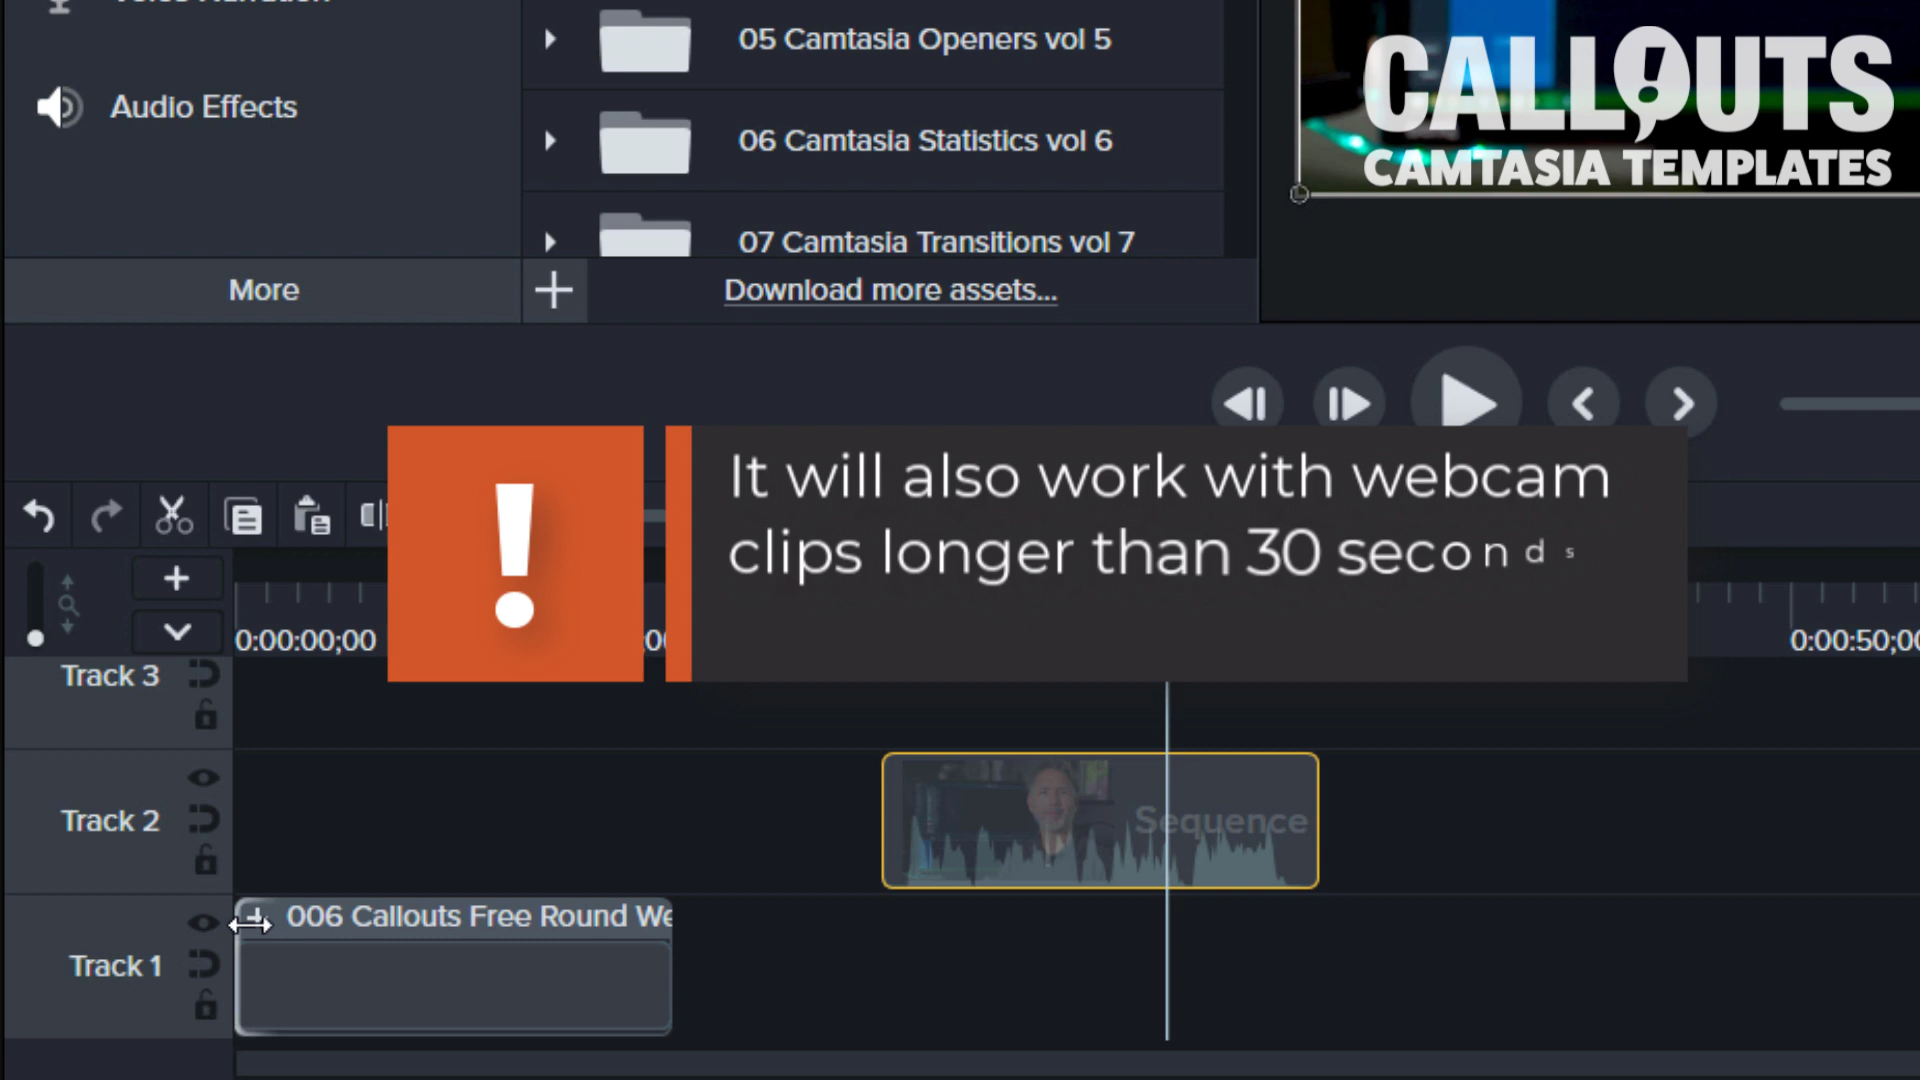 05 Camtasia Openers vol 5
Audio Effects
06 Camtasia Statistics vol 6
07 Camtasia Transitions vol 7
More
Download more assets...
CALLOUTS
CAMTASIA TEMPLATES
It will also work with webcam
clips longer than 30 seconds
0:00:00;00
0:00:50;00
Track 3
Track 2
Sequence
006 Callouts Free Round We
Track 1